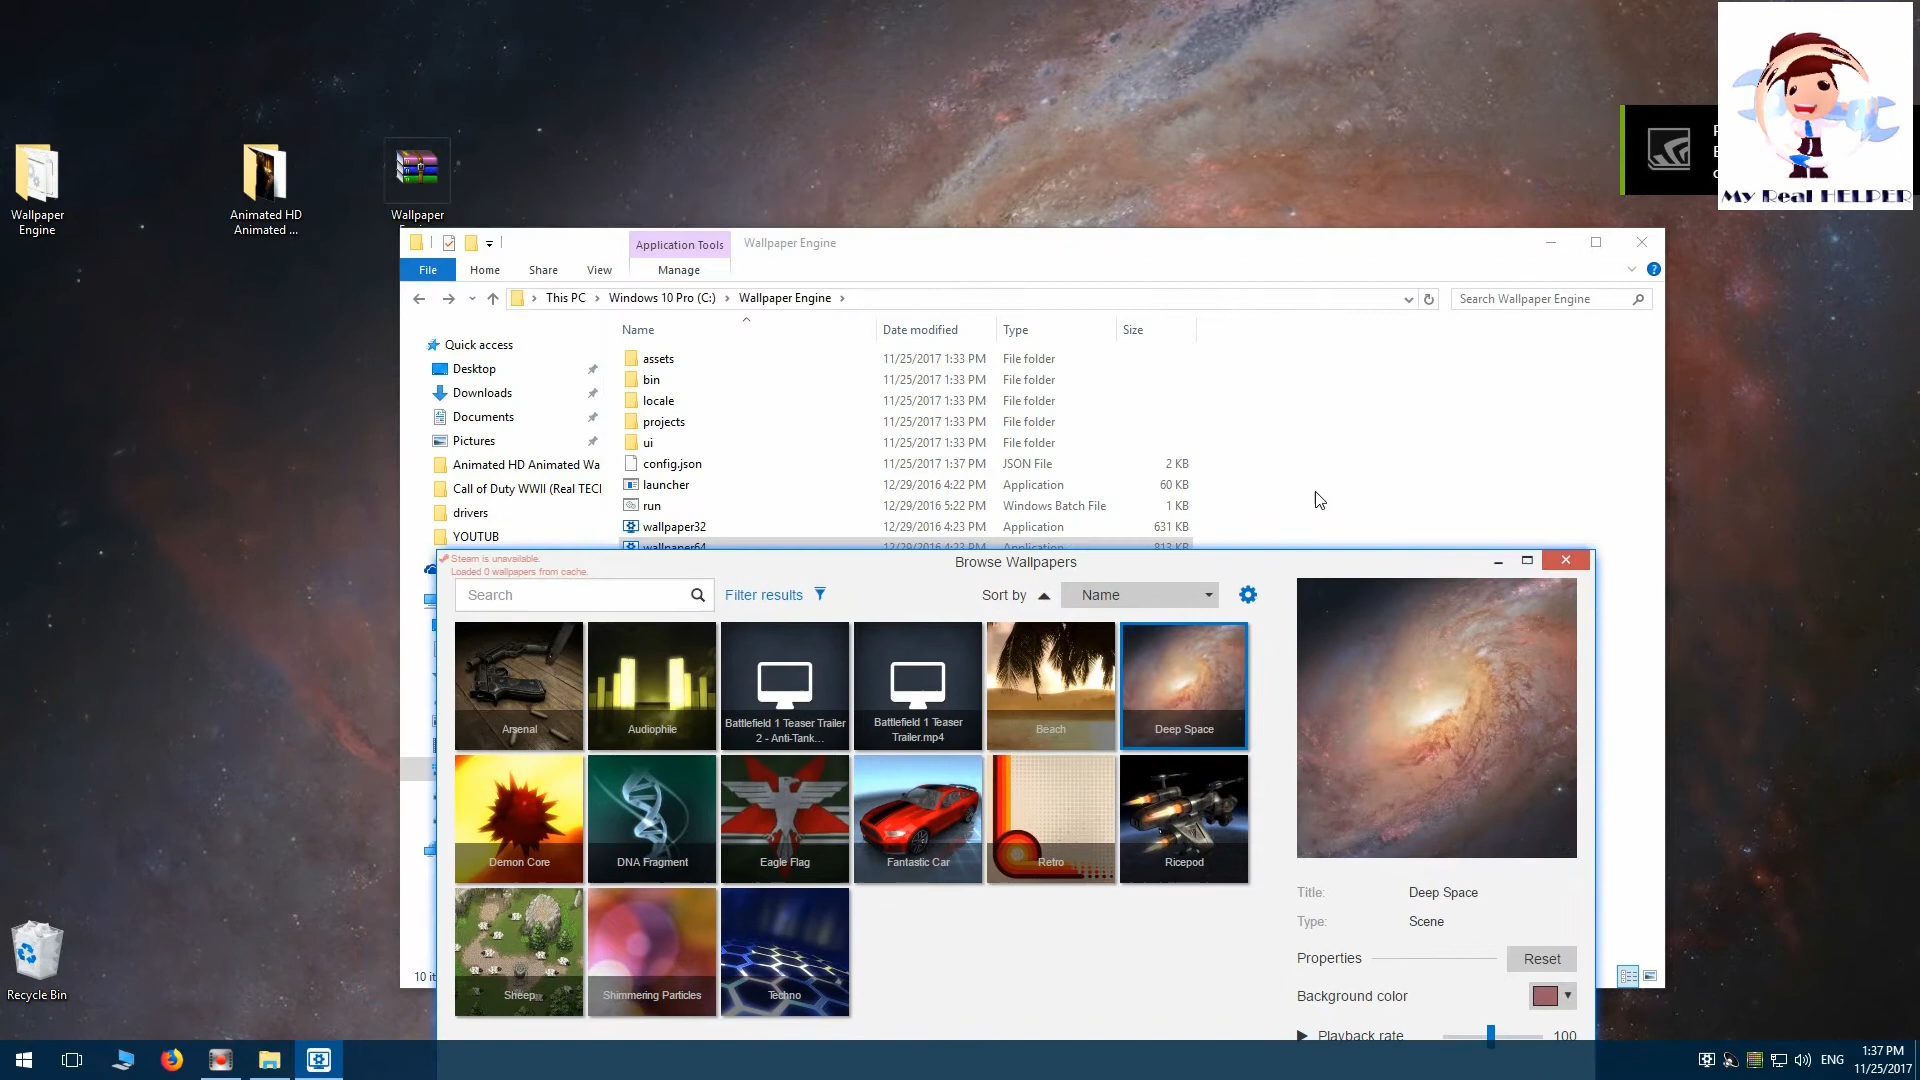 My Real HELPER
Wallpaper
Engine
Animated HD
Animated ...
Wallpaper
Application Tools
Wallpaper Engine
File
Home
Share
View
Manage
This PC
Windows 10 Pro (C:)
Wallpaper Engine
Search Wallpaper Engine
Name
Date modified
Type
Size
Quick access
Desktop
Downloads
Documents
Pictures
Animated HD Animated Wa
Call of Duty WWII (Real TECH
drivers
YOUTUB
assets 11/25/2017 1:33 PM File folder
bin 11/25/2017 1:33 PM File folder
locale 11/25/2017 1:33 PM File folder
projects 11/25/2017 1:33 PM File folder
ui 11/25/2017 1:33 PM File folder
config.json 11/25/2017 1:37 PM JSON File 2 KB
launcher 12/29/2016 4:22 PM Application 60 KB
run 12/29/2016 5:22 PM Windows Batch File 1 KB
wallpaper32 12/29/2016 4:23 PM Application 631 KB
wallpaper64 12/29/2016 4:23 PM Application 813 KB
10 it
Steam is unavailable.
Loaded 0 wallpapers from cache.
Browse Wallpapers
Search
Filter results
Sort by
Name
Arsenal
Audiophile
Battlefield 1 Teaser Trailer
2 - Anti-Tank...
Battlefield 1 Teaser
Trailer.mp4
Beach
Deep Space
Demon Core
DNA Fragment
Eagle Flag
Fantastic Car
Retro
Ricepod
Sheep
Shimmering Particles
Techno
Title: Deep Space
Type: Scene
Properties
Reset
Background color
Playback rate 100
Recycle Bin
ENG
1:37 PM
11/25/2017